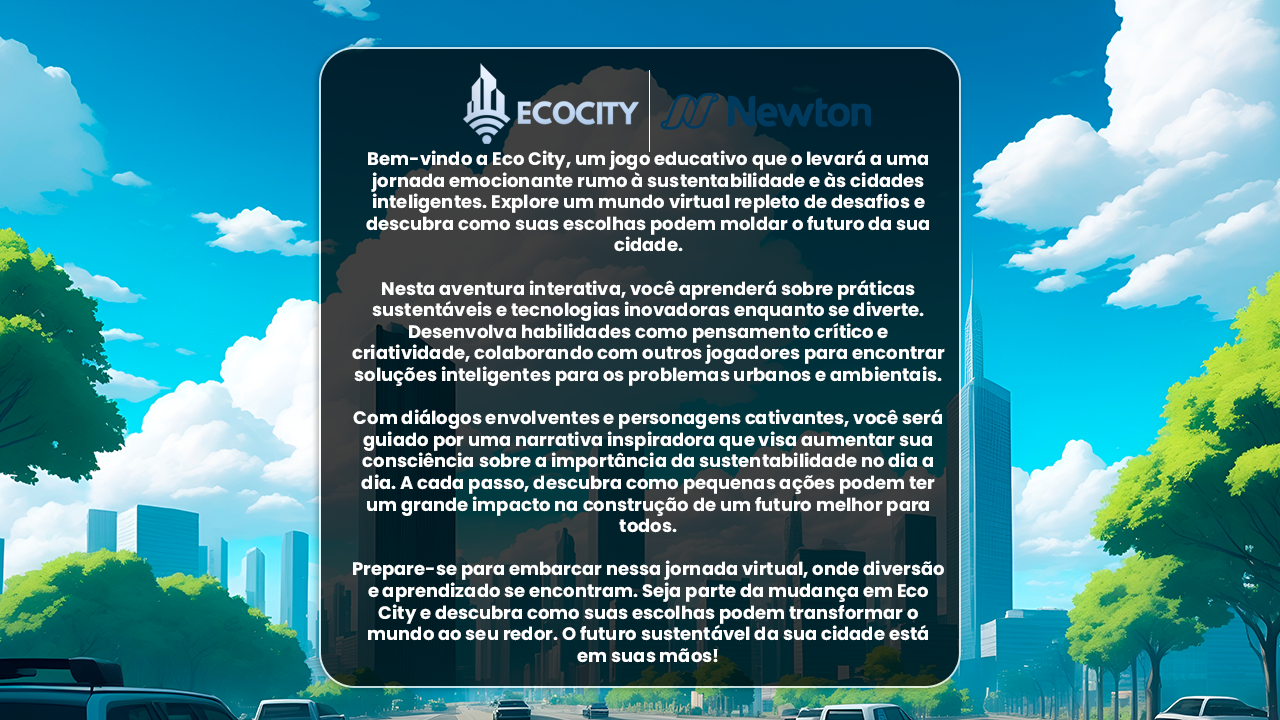 ECOCITY Newton
Bem-vindo a Eco City, um jogo educativo que o levará a uma
jornada emocionante rumo à sustentabilidade e às cidades
inteligentes. Explore um mundo virtual repleto de desafios e
descubra como suas escolhas podem moldar o futuro da sua
cidade.
Nesta aventura interativa, você aprenderá sobre práticas
sustentáveis e tecnologias inovadoras enquanto se diverte.
Desenvolva habilidades como pensamento crítico e
criatividade, colaborando com outros jogadores para encontrar
soluções inteligentes para os problemas urbanos e ambientais.
Com diálogos envolventes e personagens cativantes, você será
guiado por uma narrativa inspiradora que visa aumentar sua
consciência sobre a importância da sustentabilidade no dia a
dia. A cada passo, descubra como pequenas ações podem ter
um grande impacto na construção de um futuro melhor para
todos.
Prepare-se para embarcar nessa jornada virtual, onde diversão
e aprendizado se encontram. Seja parte da mudança em Eco
City e descubra como suas escolhas podem transformar o
mundo ao seu redor. O futuro sustentável da sua cidade está
em suas mãos!